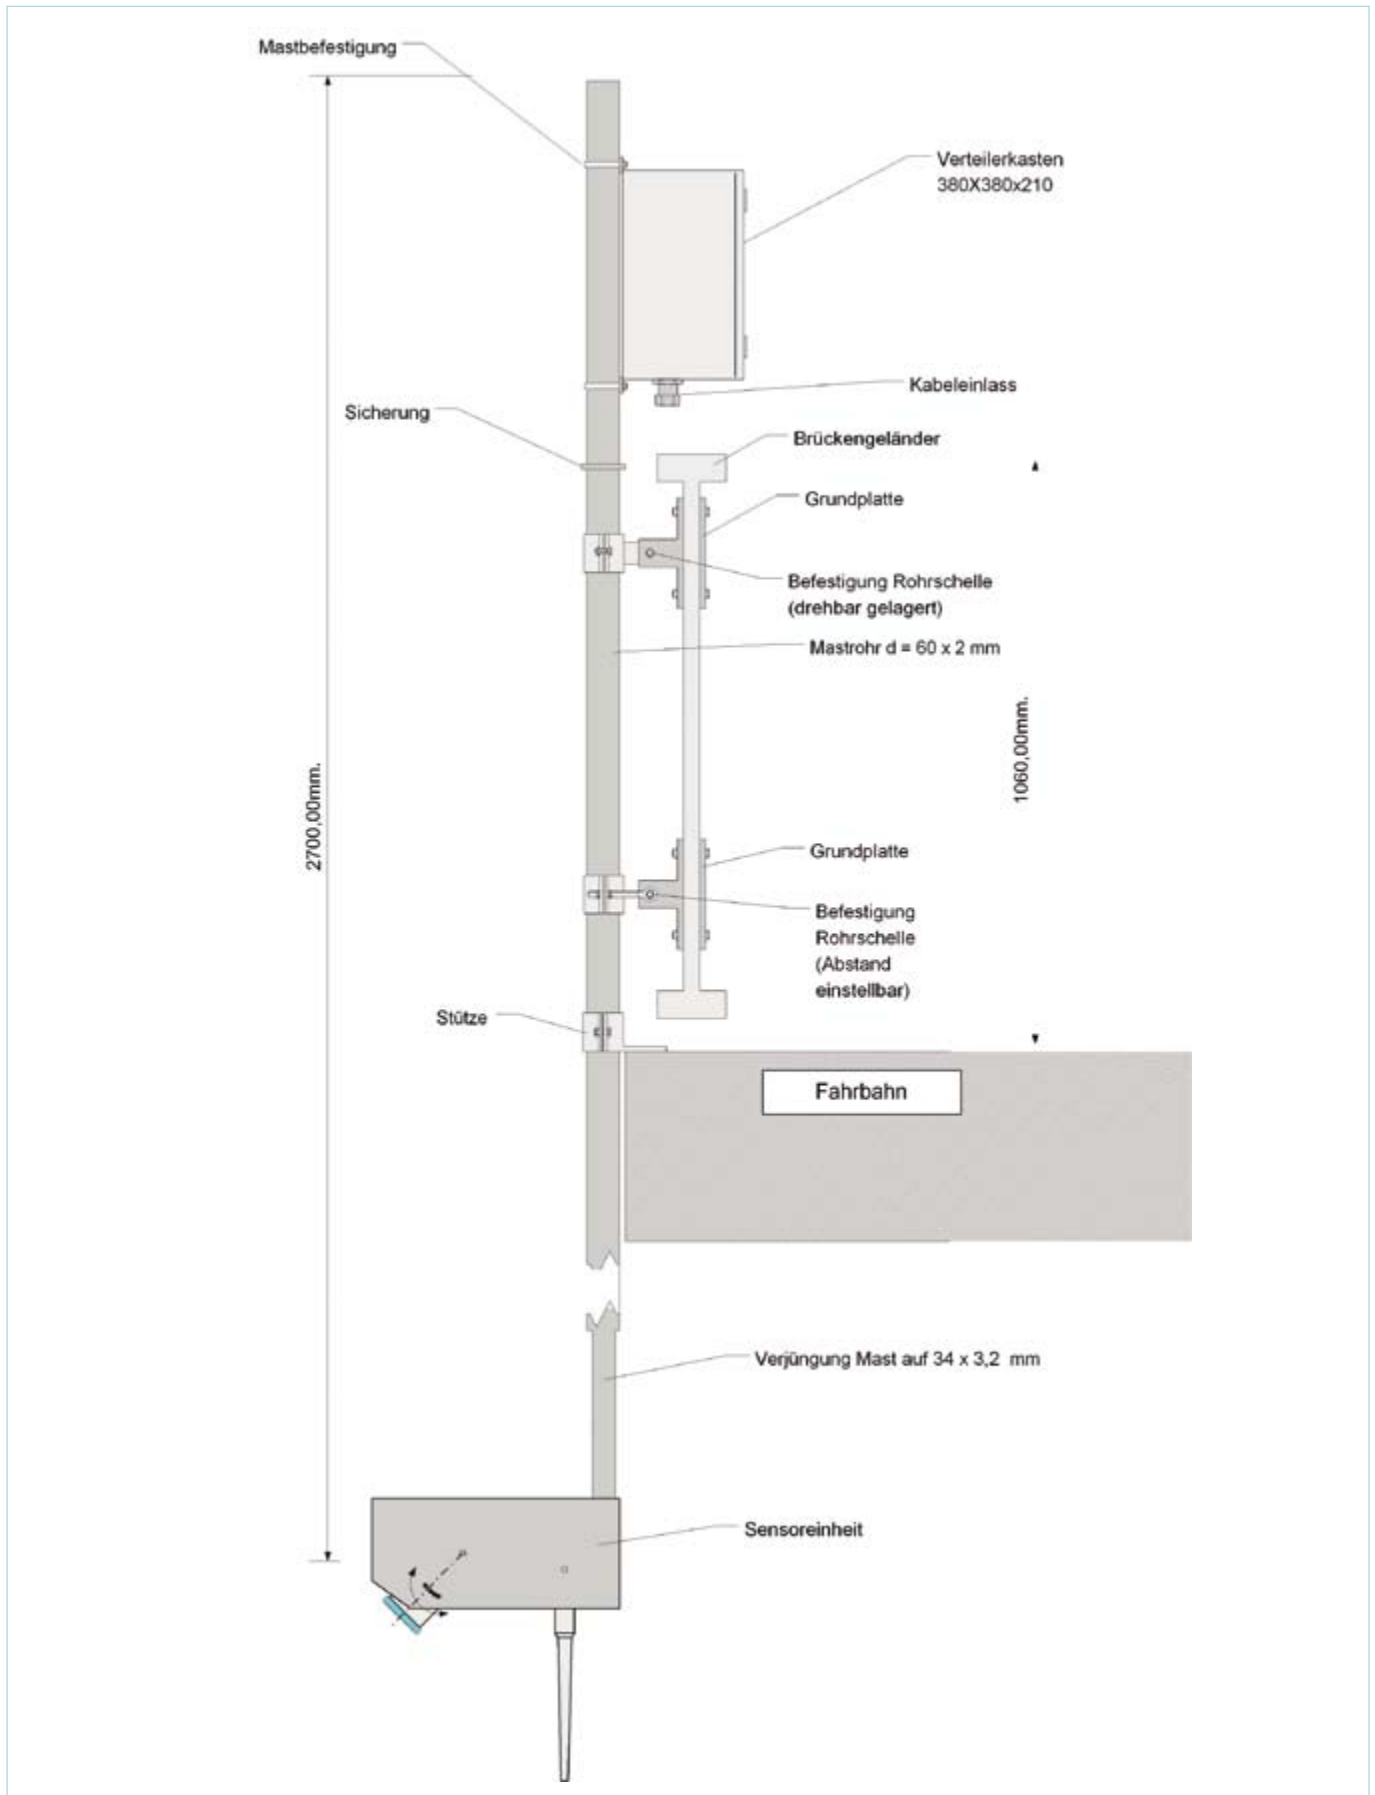 Mastbefestigung
Verteilerkasten
380X380x210
Kabeleinlass
Sicherung
Brückengeländer
Grundplatte
Befestigung Rohrschelle
(drehbar gelagert)
Mastrohr d = 60 x 2 mm
1060,00mm.
2700,00mm.
Grundplatte
Befestigung
Rohrschelle
(Abstand
einstellbar)
Stütze
Fahrbahn
Verjüngung Mast auf 34 x 3,2 mm
Sensoreinheit